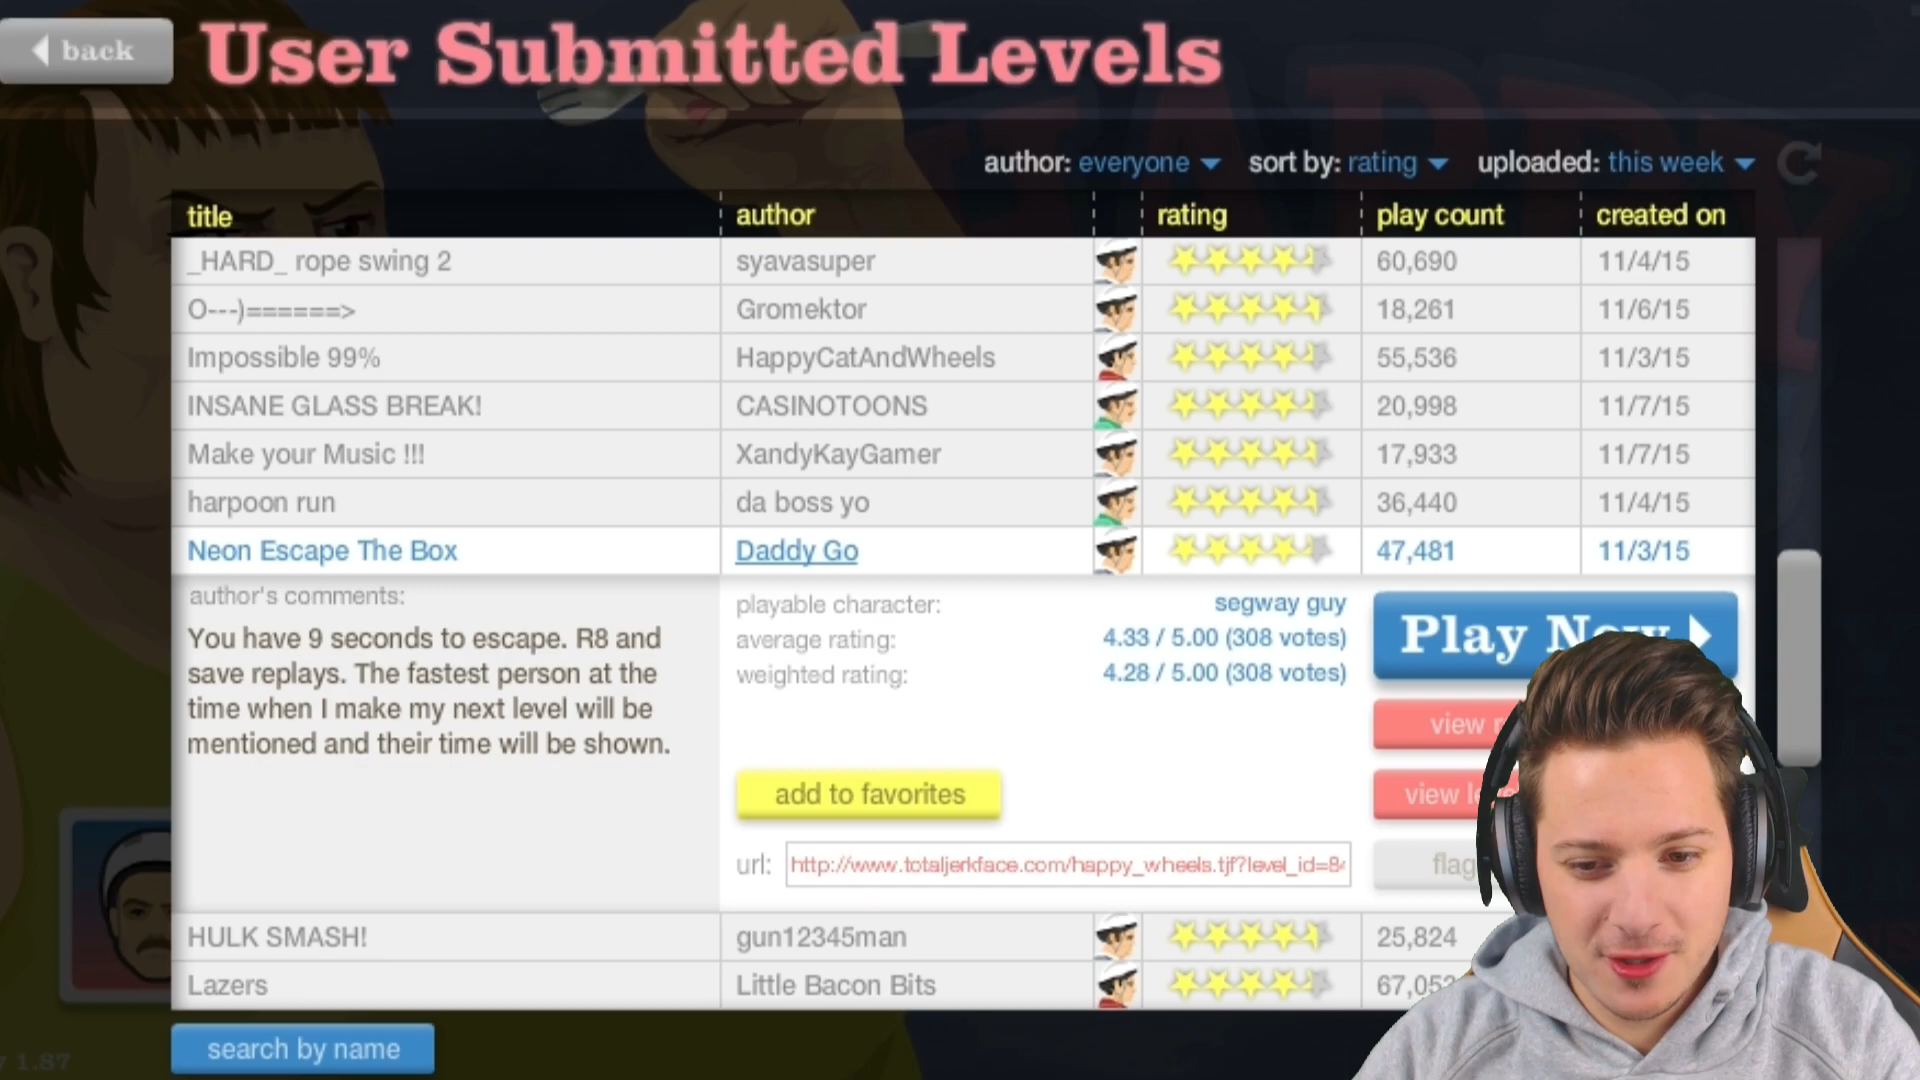 back
User Submitted Levels
author: everyone sort by: rating uploaded: this week
title author rating play count created on
_HARD_ rope swing 2 syavasuper 60,690 11/4/15
O---)======> Gromektor 18,261 11/6/15
Impossible 99% HappyCatAndWheels 55,536 11/3/15
INSANE GLASS BREAK! CASINOTOONS 20,998 11/7/15
Make your Music !!! XandyKayGamer 17,933 11/7/15
harpoon run da boss yo 36,440 11/4/15
Neon Escape The Box Daddy Go 47,481 11/3/15
author's comments:
You have 9 seconds to escape. R8 and
save replays. The fastest person at the
time when I make my next level will be
mentioned and their time will be shown.
playable character: segway guy
average rating: 4.33 / 5.00 (308 votes)
weighted rating: 4.28 / 5.00 (308 votes)
Play Now
view
view
flag
add to favorites
url: http://www.totaljerkface.com/happy_wheels.tjf?level_id=8
HULK SMASH! gun12345man 25,824
Lazers Little Bacon Bits
search by name
1.87